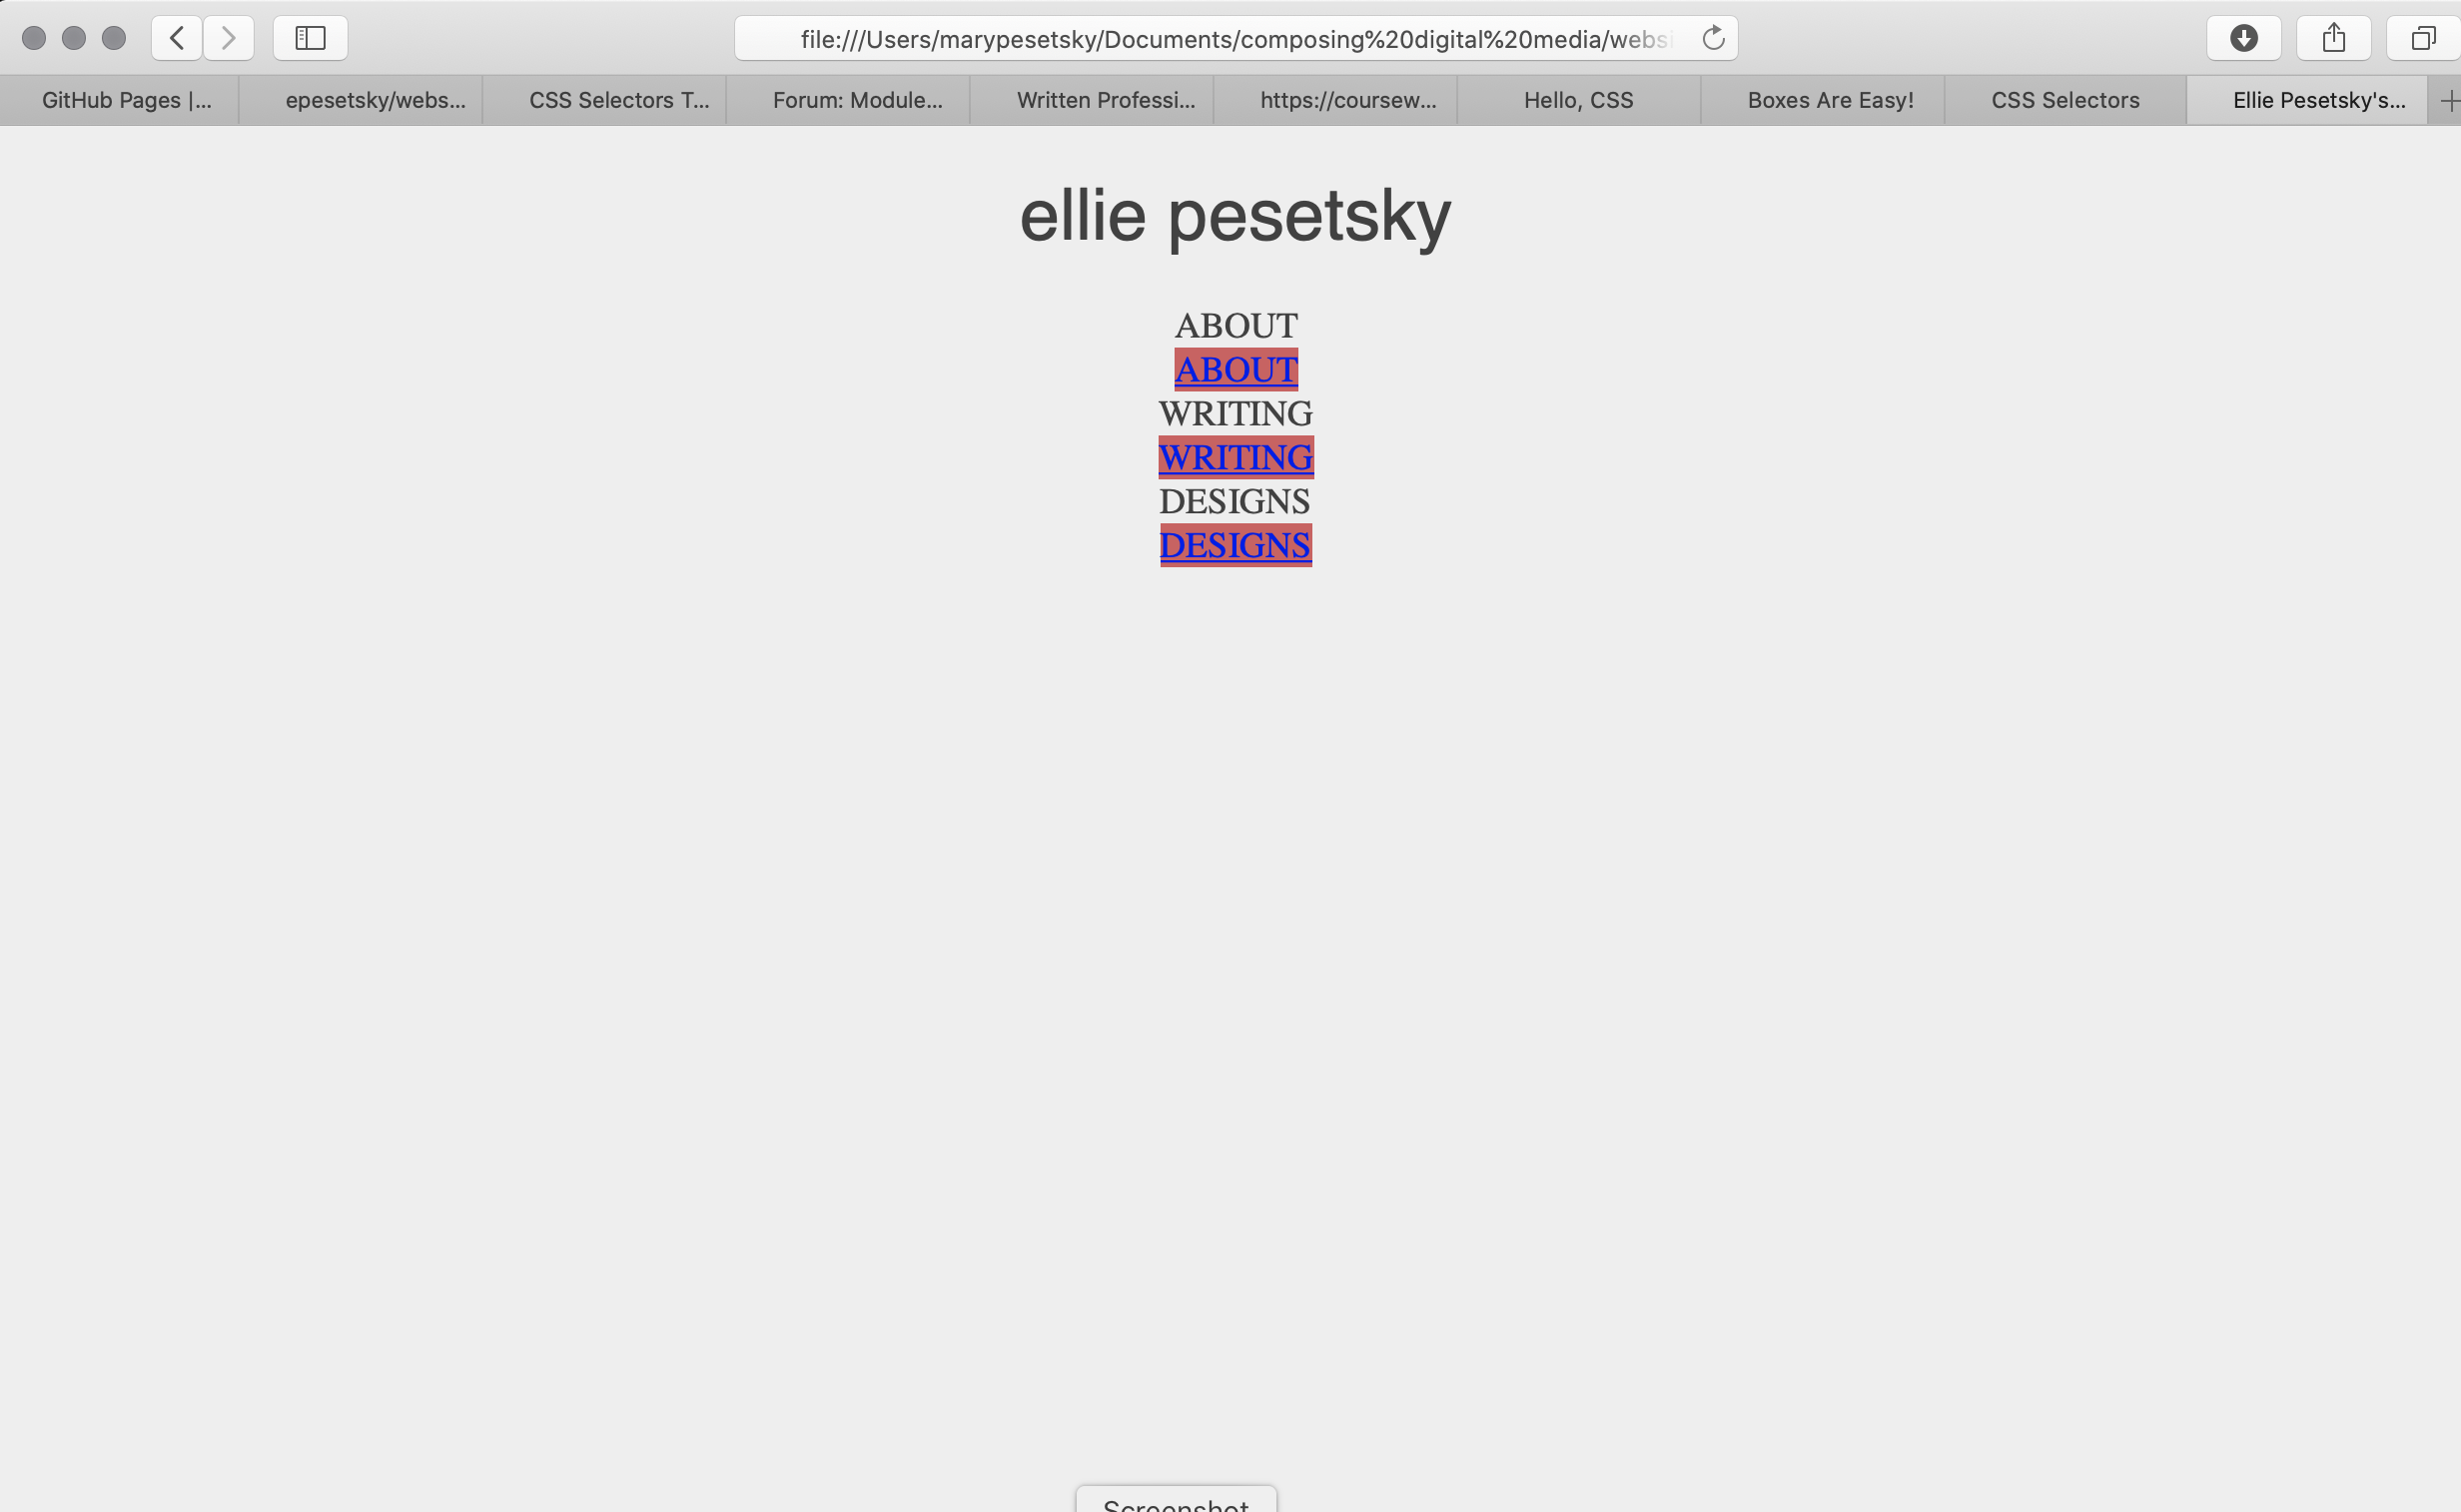 file:///Users/marypesetsky/Documents/composing%20digital%20media/websi
GitHub Pages |... epesetsky/webs... CSS Selectors T... Forum: Module... Written Professi... https://coursew... Hello, CSS Boxes Are Easy! CSS Selectors Ellie Pesetsky's...
ellie pesetsky
ABOUT
ABOUT
WRITING
WRITING
DESIGNS
DESIGNS
Screenshot